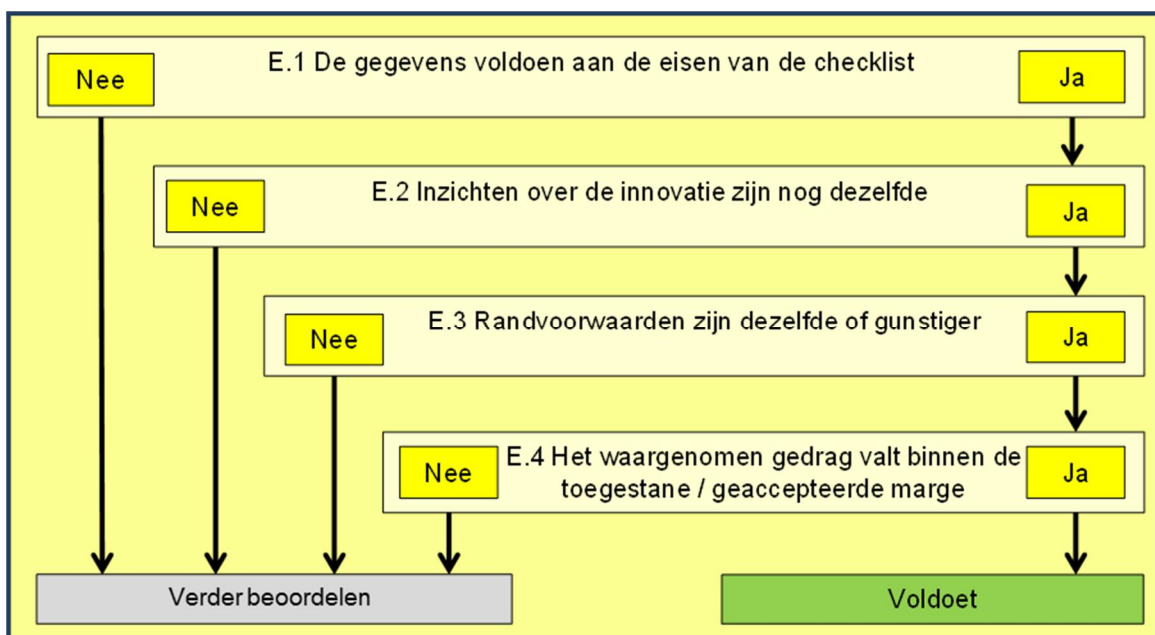 E.1 De gegevens voldoen aan de eisen van de checklist
Nee
Ja
E.2 Inzichten over de innovatie zijn nog dezelfde
Nee
Ja
E.3 Randvoorwaarden zijn dezelfde of gunstiger
Nee
Ja
E.4 Het waargenomen gedrag valt binnen de
toegestane / geaccepteerde marge
Nee
Ja
Verder beoordelen
Voldoet